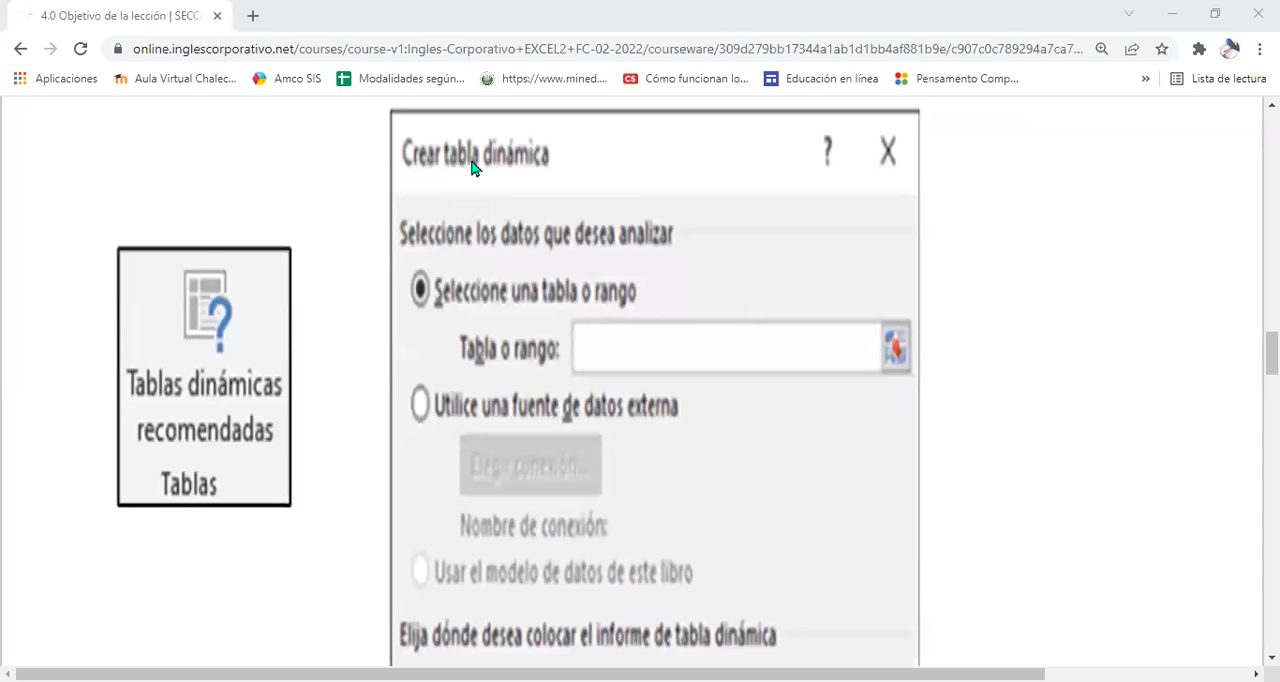 4.0 Objetivo de la lección | SECC
online.inglescorporativo.net/courses/course-v1:Ingles-Corporativo+EXCEL2+FC-02-2022/courseware/309d279bb17344a1ab1d1bb4af881b9e/c907c0c789294a7ca7...
Aplicaciones Aula Virtual Chalec... Amco SIS Modalidades según,... https://www.mined.... CS Cómo funciona lo... Educación en línea Pensamento Comp... » Lista de lectura
Crear tabla dinámica ? X
Seleccione los datos que desea analizar
Seleccione una tabla o rango
Tabla o rango:
Utilice una fuente de datos externa
Elegir conexión...
Nombre de conexión:
Usar el modelo de datos de este libro
Elija dónde desea colocar el informe de tabla dinámica
Tablas dinámicas
recomendadas
Tablas